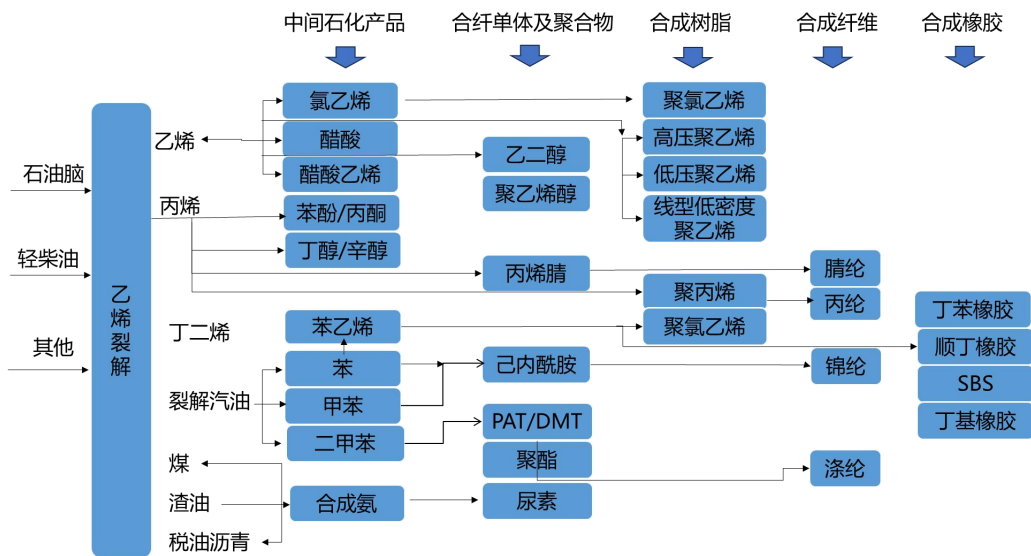 中间石化产品
合纤单体及聚合物
合成树脂
合成纤维
合成橡胶
氯乙烯
聚氯乙烯
乙烯
醋酸
乙二醇
高压聚乙烯
石油脑
醋酸乙烯
聚乙烯醇
低压聚乙烯
丙烯
苯酚/丙酮
线型低密度
聚乙烯
轻柴油
丁醇/辛醇
丙烯腈
腈纶
乙烯裂解
聚丙烯
丙纶
丁苯橡胶
其他
丁二烯
苯乙烯
聚氯乙烯
顺丁橡胶
苯
己内酰胺
锦纶
SBS
裂解汽油
甲苯
丁基橡胶
二甲苯
PAT/DMT
煤
聚酯
涤纶
渣油
合成氨
尿素
税油沥青